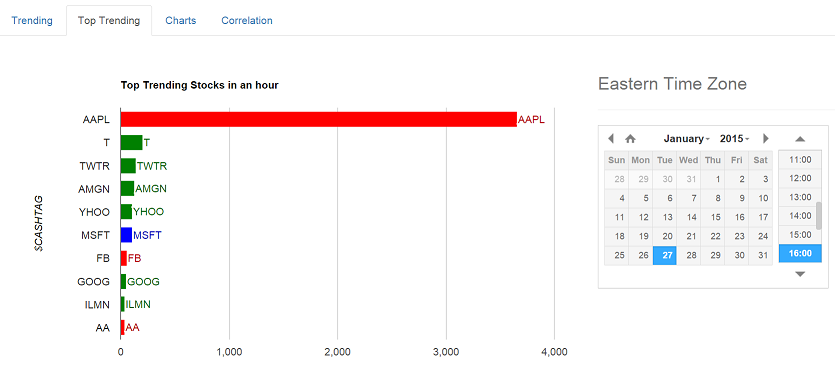 Trending Top Trending Charts Correlation
Top Trending Stocks in an hour
Eastern Time Zone
$CASHTAG
AAPL AAPL
T T
TWTR TWTR
AMGN AMGN
YHOO YHOO
MSFT MSFT
FB FB
GOOG GOOG
ILMN ILMN
AA AA
0 1,000 2,000 3,000 4,000
January 2015
Sun Mon Tue Wed Thu Fri Sat
28 29 30 31 1 2 3
4 5 6 7 8 9 10
11 12 13 14 15 16 17
18 19 20 21 22 23 24
25 26 27 28 29 30 31
11:00
12:00
13:00
14:00
15:00
16:00